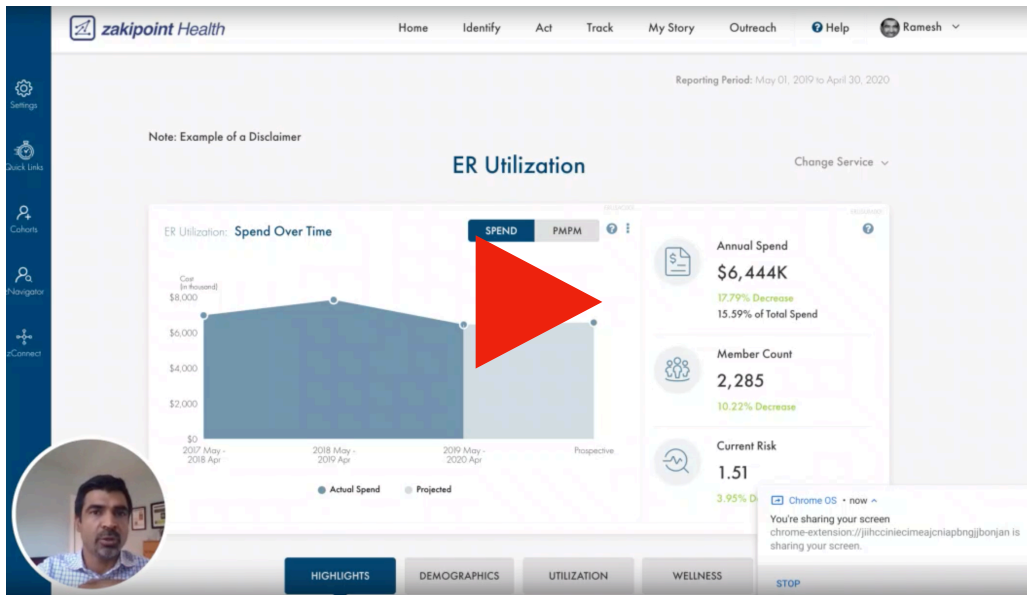 zakipoint Health
Home Identify Act Track My Story Outreach Help Ramesh
Reporting Period: May 01, 2019 to April 30, 2020
Settings
Quick Links
Cohorts
zNavigator
zConnect
Note: Example of a Disclaimer
ER Utilization
Change Service
ER Utilization: Spend Over Time
SPEND PMPM
Cost
(in thousand)
$8,000
$6,000
$4,000
$2,000
$0
2017 May -
2018 Apr
2018 May -
2019 Apr
2019 May -
2020 Apr
Prospective
Actual Spend Projected
Annual Spend
$6,444K
17.79% Decrease
15.59% of Total Spend
Member Count
2,285
10.22% Decrease
Current Risk
1.51
3.95% D
Chrome OS • now
You're sharing your screen
chrome-extension://jiihcciniecimeajcniapbngjjbonjan is
sharing your screen.
STOP
HIGHLIGHTS DEMOGRAPHICS UTILIZATION WELLNESS